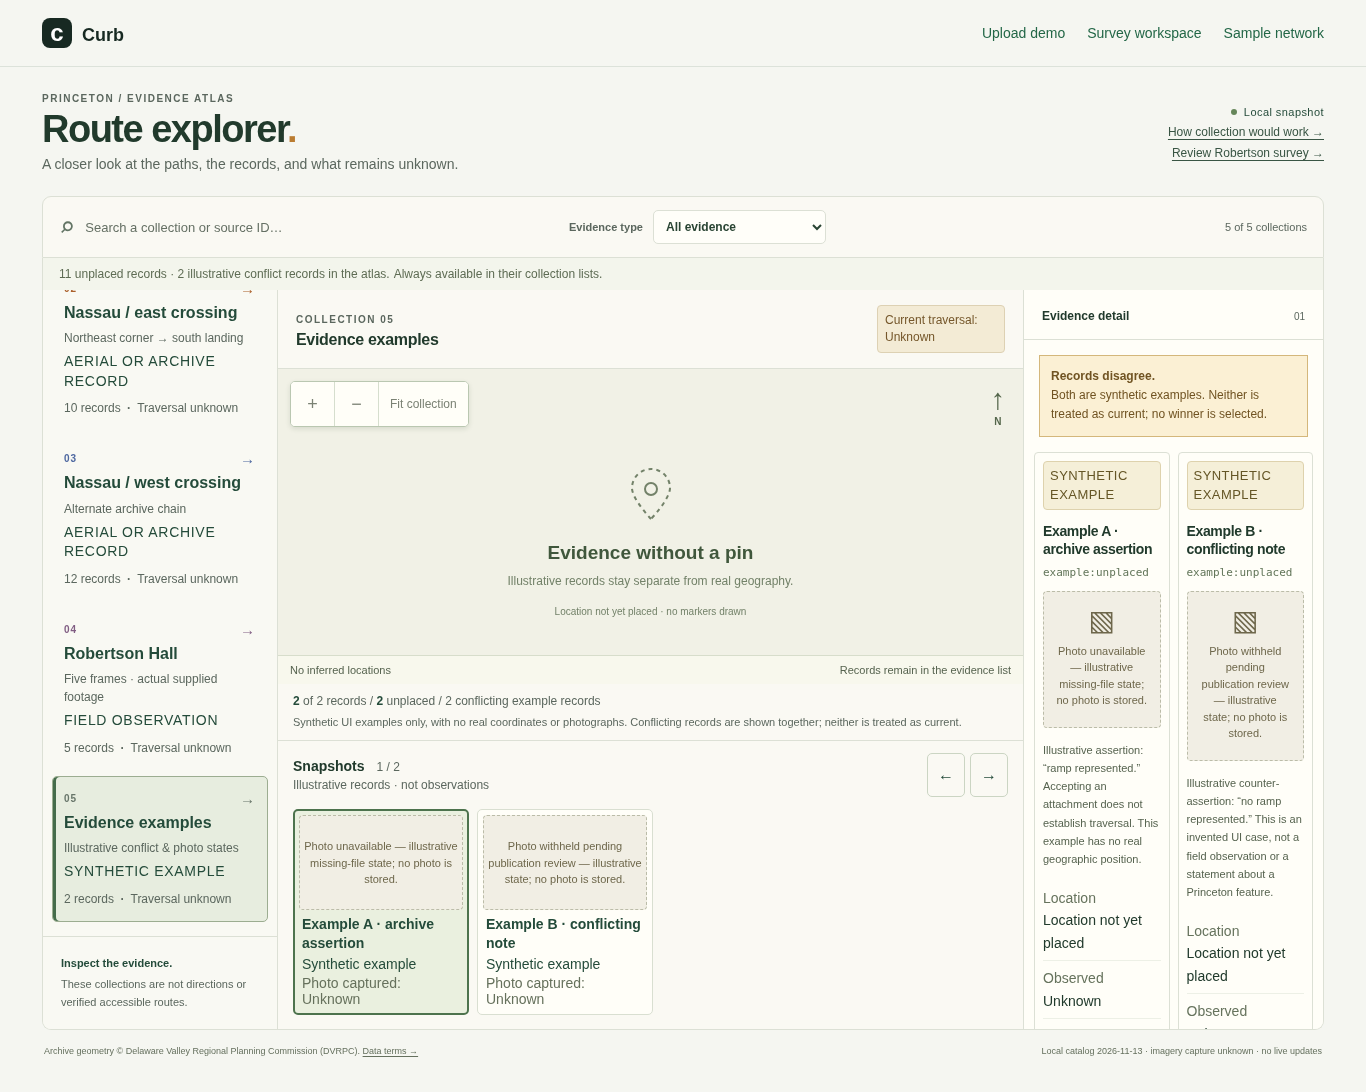 c Curb
Upload demo Survey workspace Sample network
PRINCETON / EVIDENCE ATLAS
Route explorer.
A closer look at the paths, the records, and what remains unknown.
Local snapshot
How collection would work →
Review Robertson survey →
Search a collection or source ID…
Evidence type
All evidence
5 of 5 collections
11 unplaced records · 2 illustrative conflict records in the atlas. Always available in their collection lists.
→
Nassau / east crossing
Northeast corner → south landing
AERIAL OR ARCHIVE
RECORD
10 records · Traversal unknown
03 →
Nassau / west crossing
Alternate archive chain
AERIAL OR ARCHIVE
RECORD
12 records · Traversal unknown
04 →
Robertson Hall
Five frames · actual supplied
footage
FIELD OBSERVATION
5 records · Traversal unknown
05 →
Evidence examples
Illustrative conflict & photo states
SYNTHETIC EXAMPLE
2 records · Traversal unknown
Inspect the evidence.
These collections are not directions or
verified accessible routes.
COLLECTION 05
Evidence examples
Current traversal:
Unknown
+ − Fit collection
↑
N
Evidence without a pin
Illustrative records stay separate from real geography.
Location not yet placed · no markers drawn
No inferred locations
Records remain in the evidence list
2 of 2 records / 2 unplaced / 2 conflicting example records
Synthetic UI examples only, with no real coordinates or photographs. Conflicting records are shown together; neither is treated as current.
Snapshots 1 / 2
Illustrative records · not observations
← →
Photo unavailable — illustrative
missing-file state; no photo is
stored.
Example A · archive
assertion
Synthetic example
Photo captured:
Unknown
Photo withheld pending
publication review — illustrative
state; no photo is stored.
Example B · conflicting
note
Synthetic example
Photo captured:
Unknown
Evidence detail 01
Records disagree.
Both are synthetic examples. Neither is
treated as current; no winner is selected.
SYNTHETIC
EXAMPLE
Example A ·
archive assertion
example:unplaced
Photo unavailable
— illustrative
missing-file state;
no photo is stored.
Illustrative assertion:
“ramp represented.”
Accepting an
attachment does not
establish traversal. This
example has no real
geographic position.
Location
Location not yet
placed
Observed
Unknown
SYNTHETIC
EXAMPLE
Example B ·
conflicting note
example:unplaced
Photo withheld
pending
publication review
— illustrative
state; no photo is
stored.
Illustrative counter-
assertion: “no ramp
represented.” This is an
invented UI case, not a
field observation or a
statement about a
Princeton feature.
Location
Location not yet
placed
Observed
Archive geometry © Delaware Valley Regional Planning Commission (DVRPC). Data terms →
Local catalog 2026-11-13 · imagery capture unknown · no live updates